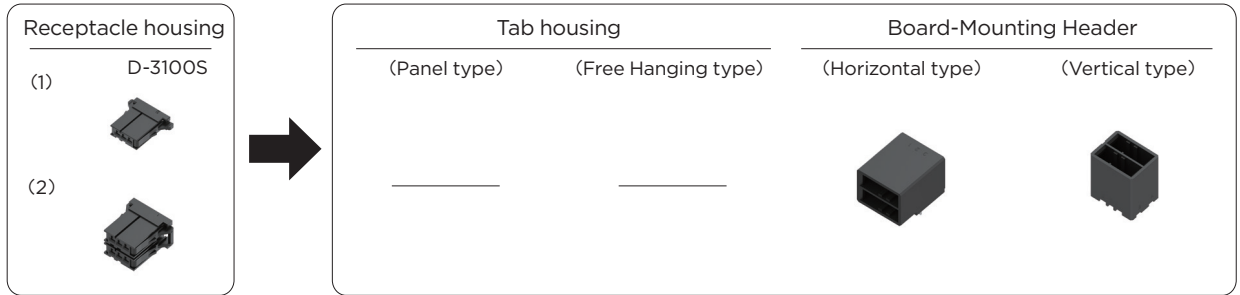 Receptacle housing
D-3100S
(1)
(2)
Tab housing
Board-Mounting Header
(Panel type)
(Free Hanging type)
(Horizontal type)
(Vertical type)